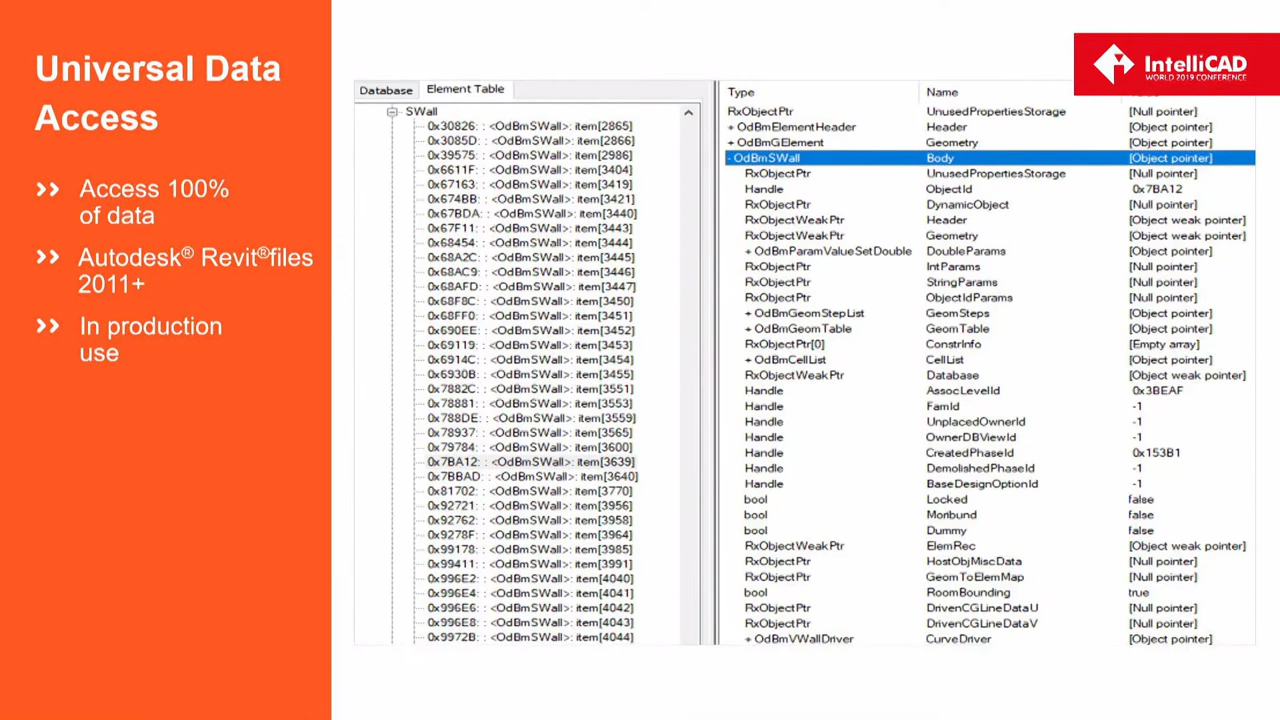 Universal Data
Access
Access 100%
of data
Autodesk® Revit®files
2011+
In production
use
IntelliCAD
WORLD 2019 CONFERENCE
Database Element Table
SWall
0x30826: : <OdBmSWall>: item[2865]
0x3085D: : <OdBmSWall>: item[2866]
0x39575: : <OdBmSWall>: item[2986]
0x6611F: : <OdBmSWall>: item[3404]
0x67163: : <OdBmSWall>: item[3419]
0x674BB: : <OdBmSWall>: item[3421]
0x67BDA: : <OdBmSWall>: item[3440]
0x67F11: : <OdBmSWall>: item[3443]
0x68454: : <OdBmSWall>: item[3444]
0x68A2C: : <OdBmSWall>: item[3445]
0x68AC9: : <OdBmSWall>: item[3446]
0x68AFD: : <OdBmSWall>: item[3447]
0x68F8C: : <OdBmSWall>: item[3450]
0x68FF0: : <OdBmSWall>: item[3451]
0x690EE: : <OdBmSWall>: item[3452]
0x69119: : <OdBmSWall>: item[3453]
0x6914C: : <OdBmSWall>: item[3454]
0x6930B: : <OdBmSWall>: item[3455]
0x7882C: : <OdBmSWall>: item[3551]
0x78881: : <OdBmSWall>: item[3553]
0x788DE: : <OdBmSWall>: item[3559]
0x78937: : <OdBmSWall>: item[3565]
0x79784: : <OdBmSWall>: item[3600]
0x7BA12: : <OdBmSWall>: item[3639]
0x7BBAD: : <OdBmSWall>: item[3640]
0x81702: : <OdBmSWall>: item[3770]
0x92721: : <OdBmSWall>: item[3956]
0x92762: : <OdBmSWall>: item[3958]
0x9278F: : <OdBmSWall>: item[3964]
0x99178: : <OdBmSWall>: item[3985]
0x99411: : <OdBmSWall>: item[3991]
0x996E2: : <OdBmSWall>: item[4040]
0x996E4: : <OdBmSWall>: item[4041]
0x996E6: : <OdBmSWall>: item[4042]
0x996E8: : <OdBmSWall>: item[4043]
0x9972B: : <OdBmSWall>: item[4044]
Type Name
RxObjectPtr UnusedPropertiesStorage [Null pointer]
+ OdBmElementHeader Header [Object pointer]
+ OdBmGElement Geometry [Object pointer]
- OdBmSWall Body [Object pointer]
RxObjectPtr UnusedPropertiesStorage [Null pointer]
Handle ObjectId 0x7BA12
RxObjectPtr DynamicObject [Null pointer]
RxObjectWeakPtr Header [Object weak pointer]
RxObjectWeakPtr Geometry [Object weak pointer]
+ OdBmParamValueSetDouble DoubleParams [Object pointer]
RxObjectPtr IntParams [Null pointer]
RxObjectPtr StringParams [Null pointer]
RxObjectPtr ObjectIdParams [Null pointer]
+ OdBmGeomStepList GeomSteps [Object pointer]
+ OdBmGeomTable GeomTable [Object pointer]
RxObjectPtr[0] ConstrInfo [Empty array]
+ OdBmCellList CellList [Object pointer]
RxObjectWeakPtr Database [Object weak pointer]
Handle AssocLevelId 0x3BEAF
Handle FamId -1
Handle UnplacedOwnerId -1
Handle OwnerDBViewId -1
Handle CreatedPhaseId 0x153B1
Handle DemolishedPhaseId -1
Handle BaseDesignOptionId -1
bool Locked false
bool Moribund false
bool Dummy false
RxObjectWeakPtr ElemRec [Object weak pointer]
RxObjectPtr HostObjMiscData [Null pointer]
RxObjectPtr GeomToElemMap [Null pointer]
bool RoomBounding true
RxObjectPtr DrivenCGLineDataU [Null pointer]
RxObjectPtr DrivenCGLineDataV [Null pointer]
+ OdBmVWallDriver CurveDriver [Object pointer]